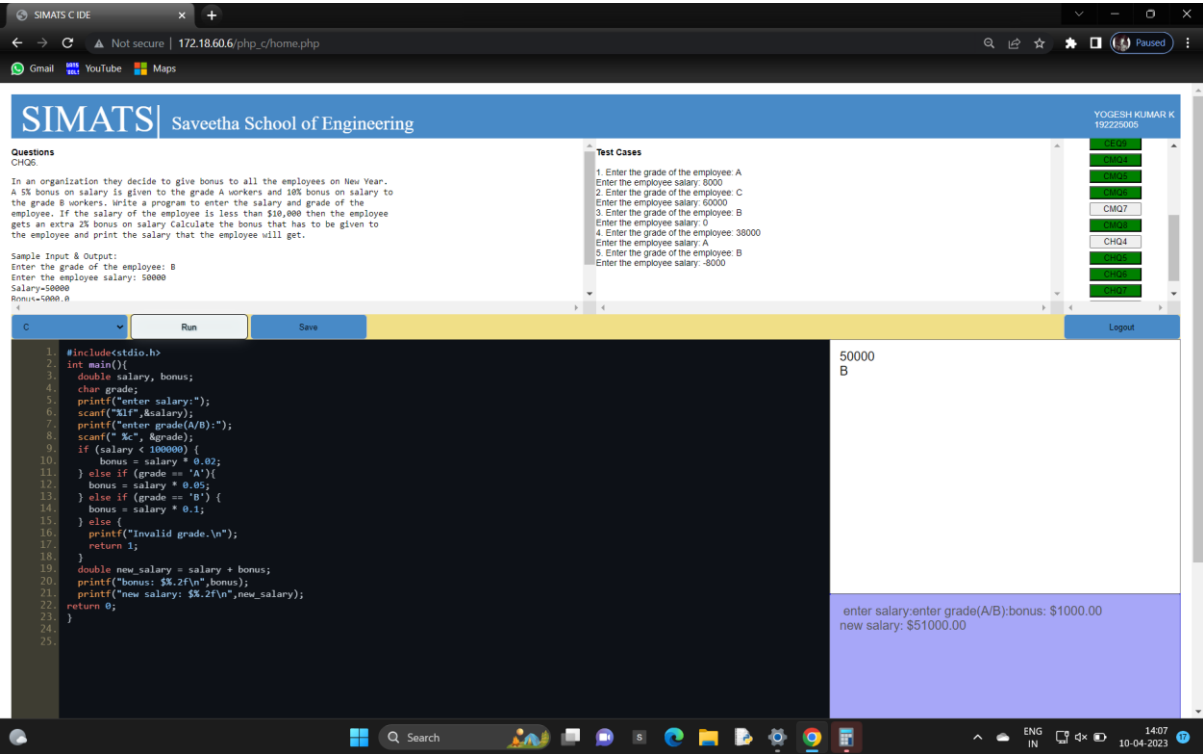 SIMATS C IDE
Not secure | 172.18.60.6/php_c/home.php
Paused
Gmail YouTube Maps
SIMATS| Saveetha School of Engineering
YOGESH KUMAR K
192225005
Questions
CHQ6.
In an organization they decide to give bonus to all the employees on New Year.
A 5% bonus on salary is given to the grade A workers and 10% bonus on salary to
the grade B workers. Write a program to enter the salary and grade of the
employee. If the salary of the employee is less than $10,000 then the employee
gets an extra 2% bonus on salary Calculate the bonus that has to be given to
the employee and print the salary that the employee will get.
Sample Input & Output:
Enter the grade of the employee: B
Enter the employee salary: 50000
Salary=50000
Bonus=5000.0
Test Cases
1. Enter the grade of the employee: A
Enter the employee salary: 8000
2. Enter the grade of the employee: C
Enter the employee salary: 60000
3. Enter the grade of the employee: B
Enter the employee salary: 0
4. Enter the grade of the employee: 38000
Enter the employee salary: A
5. Enter the grade of the employee: B
Enter the employee salary: -8000
CMQ4
CMQ5
CMQ6
CMQ7
CMQ8
CHQ4
CHQ5
CHQ6
CHQ7
C
Run
Save
Logout
1. #include<stdio.h>
2. int main(){
3. double salary, bonus;
4. char grade;
5. printf("enter salary:");
6. scanf("%lf",&salary);
7. printf("enter grade(A/B):");
8. scanf(" %c", &grade);
9. if (salary < 100000) {
10. bonus = salary * 0.02;
11. } else if (grade == 'A'){
12. bonus = salary * 0.05;
13. } else if (grade == 'B') {
14. bonus = salary * 0.1;
15. } else {
16. printf("Invalid grade.\n");
17. return 1;
18. }
19. double new_salary = salary + bonus;
20. printf("bonus: $%.2f\n",bonus);
21. printf("new salary: $%.2f\n",new_salary);
22. return 0;
23. }
24.
25.
50000
B
enter salary:enter grade(A/B):bonus: $1000.00
new salary: $51000.00
Search
ENG
IN
14:07
10-04-2023
17